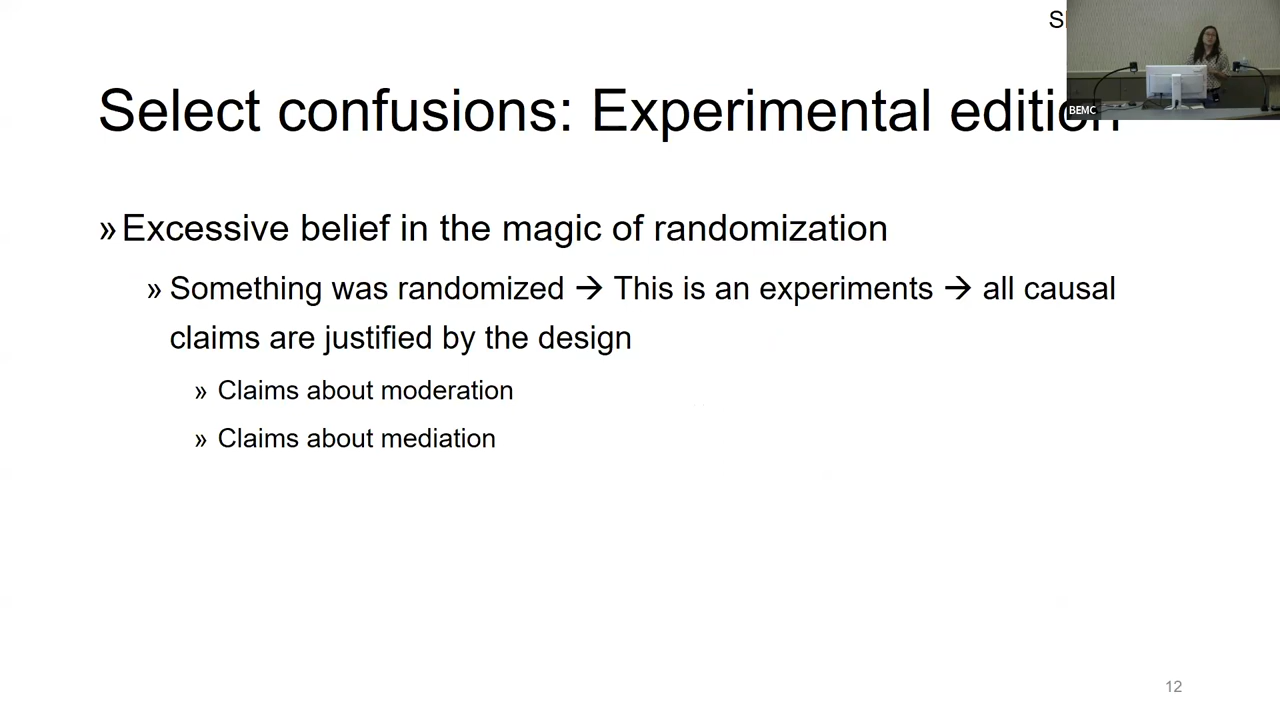 Select confusions: Experimental edition
BEMC
» Excessive belief in the magic of randomization
» Something was randomized → This is an experiments → all causal
claims are justified by the design
» Claims about moderation
» Claims about mediation
12